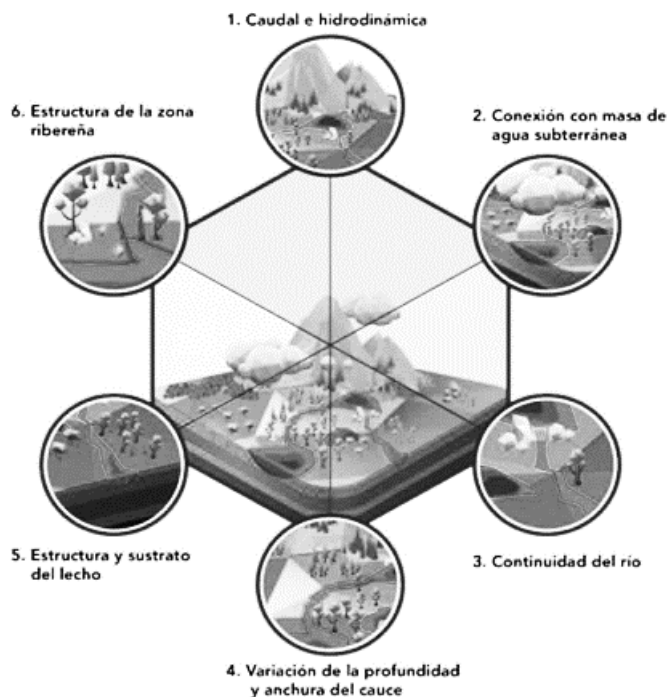 1. Caudal e hidrodinámica
2. Conexión con masa de
agua subterránea
3. Continuidad del río
4. Variación de la profundidad
y anchura del cauce
5. Estructura y sustrato
del lecho
6. Estructura de la zona
ribereña